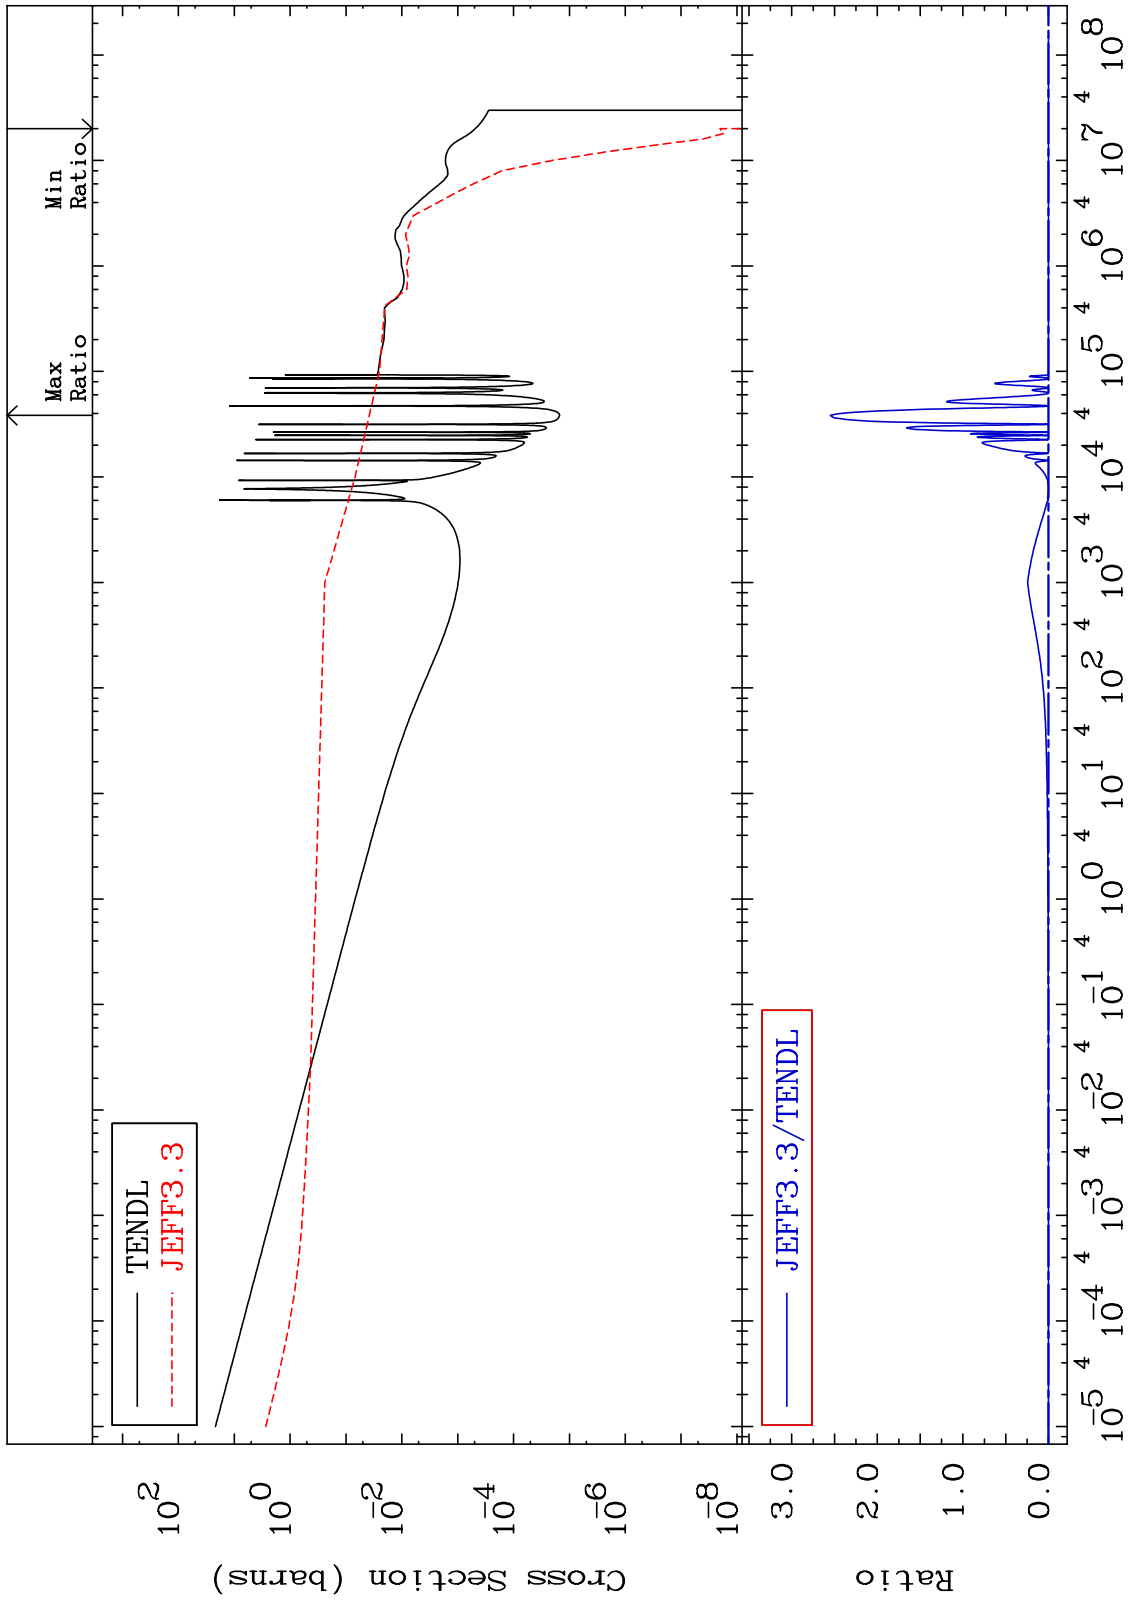 Max
Ratio
Min
Ratio
TENDL
JEFF3.3
10^2
10^0
10^-2
10^-4
10^-6
10^-8
Cross Section (barns)
JEFF3.3/TENDL
3.0
2.0
1.0
0.0
Ratio
10^-5 4 10^-4 4 10^-3 4 10^-2 4 10^-1 4 10^0 4 10^1 4 10^2 4 10^3 4 10^4 4 10^5 4 10^6 4 10^7 4 10^8